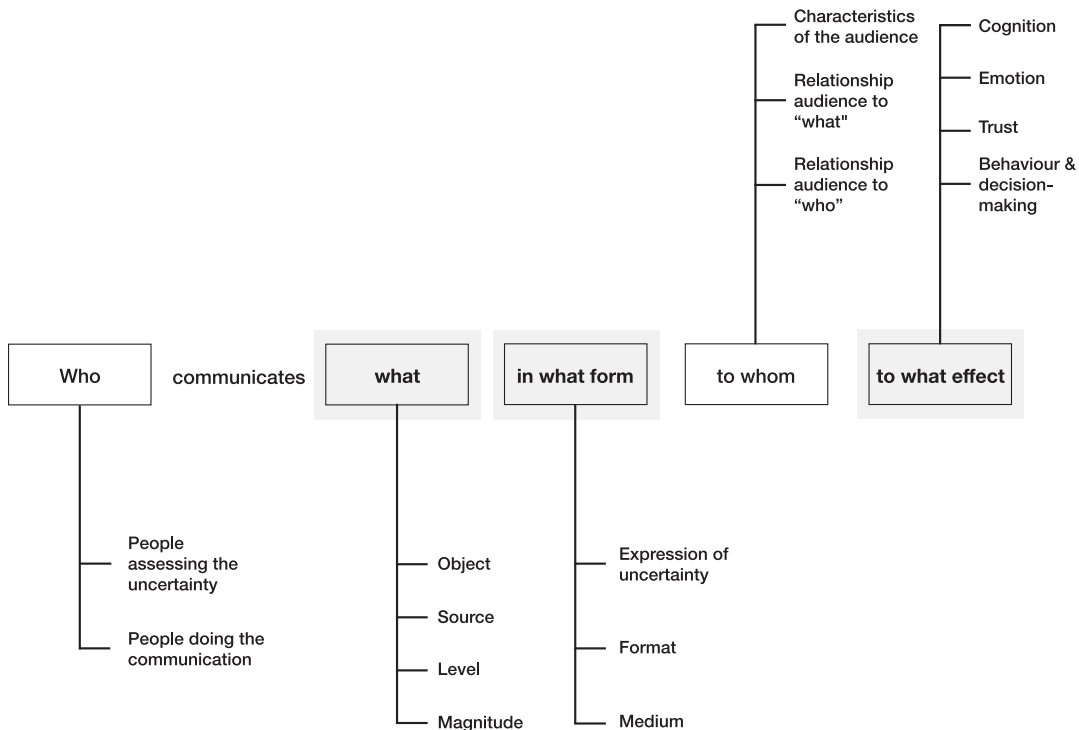 Characteristics
of the audience
Relationship
audience to
“what"
Relationship
audience to
“who”
Cognition
Emotion
Trust
Behaviour &
decision-
making
Who
communicates
what
in what form
to whom
to what effect
People
assessing the
uncertainty
People doing the
communication
Object
Source
Level
Magnitude
Expression of
uncertainty
Format
Medium